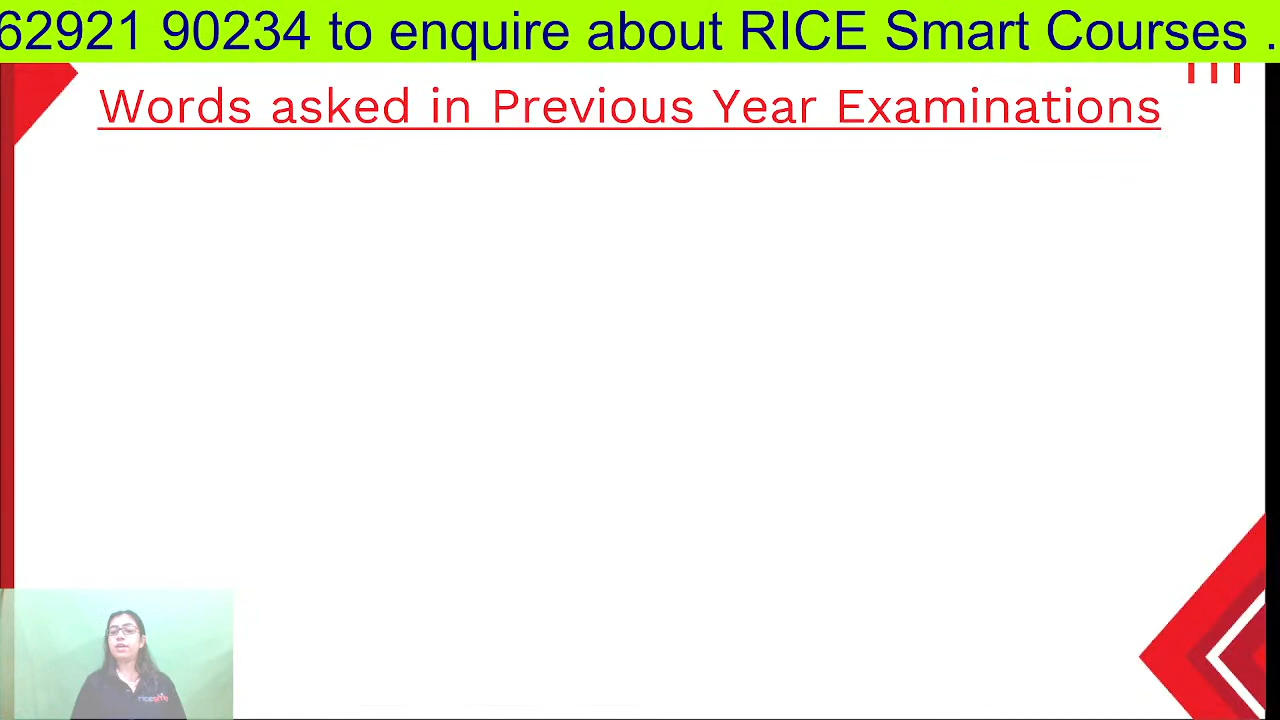 62921 90234 to enquire about RICE Smart Courses .
Words asked in Previous Year Examinations